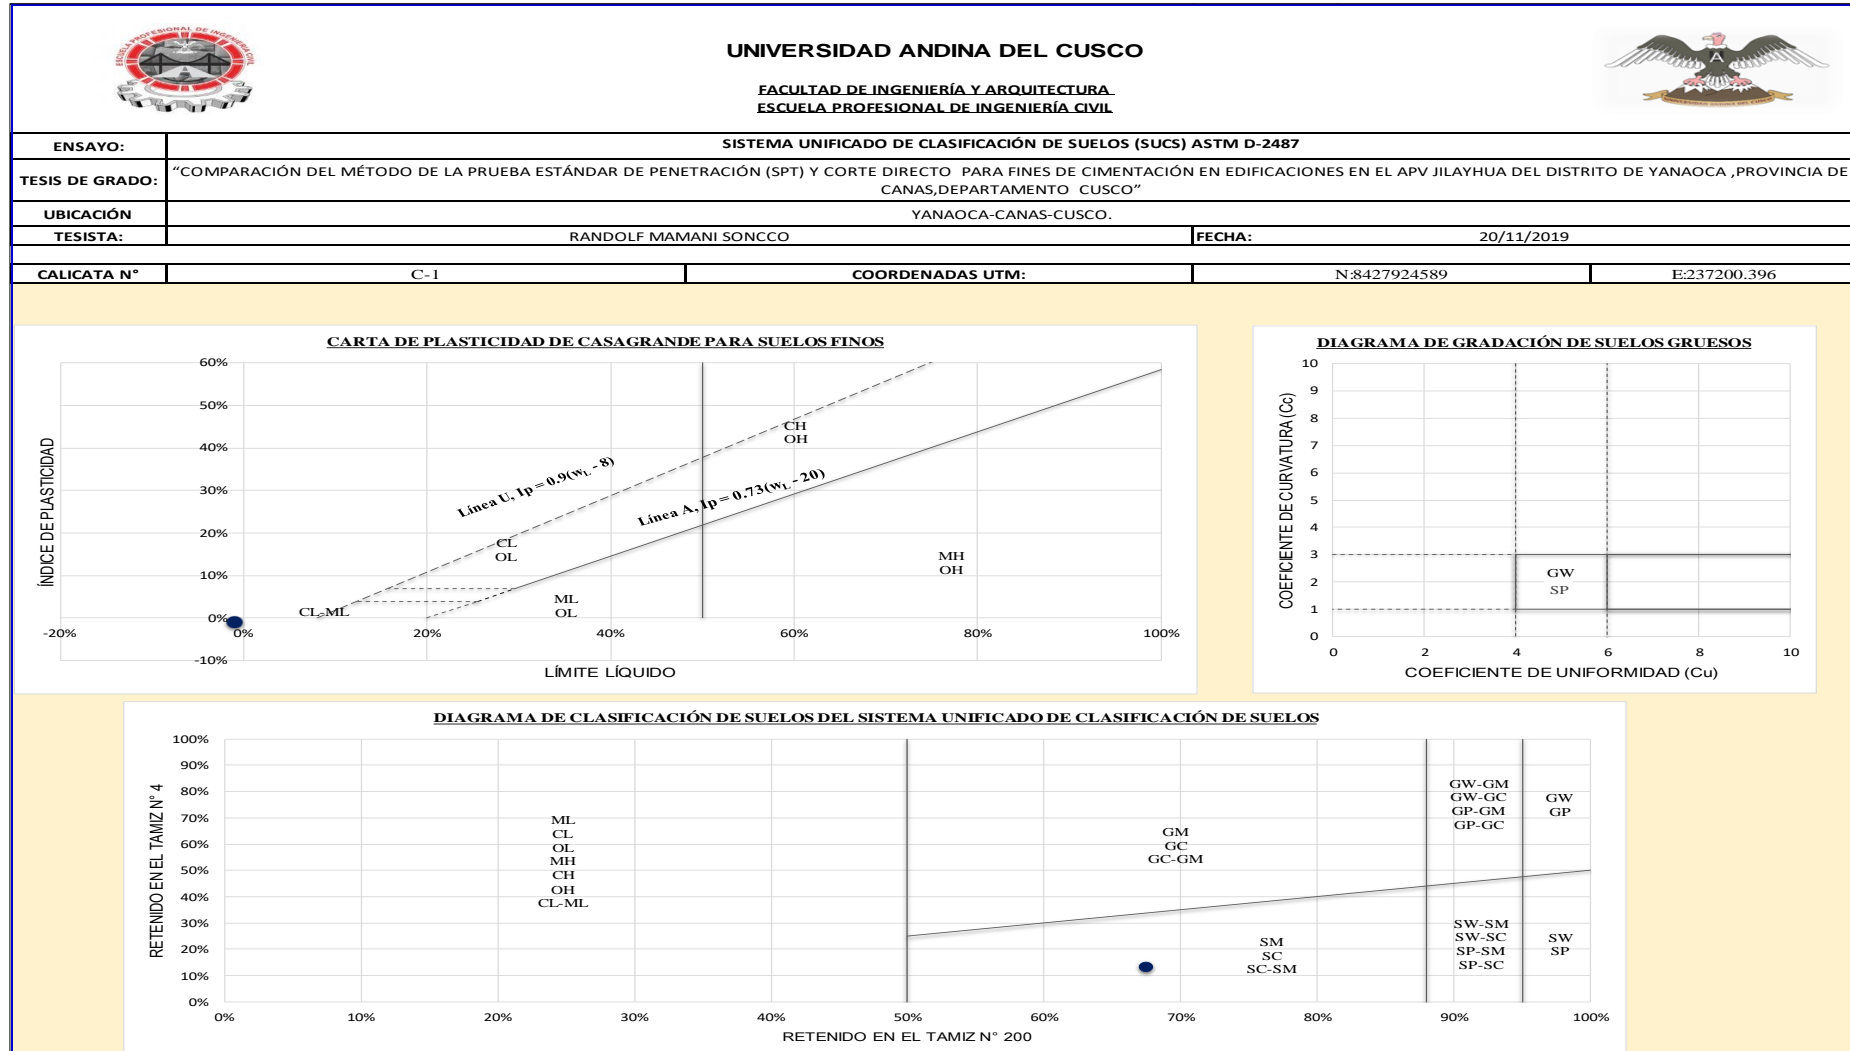 ESCUELA PROFESIONAL DE INGENIERÍA CIVIL
UNIVERSIDAD ANDINA DEL CUSCO
FACULTAD DE INGENIERÍA Y ARQUITECTURA
ESCUELA PROFESIONAL DE INGENIERÍA CIVIL
A
UNIVERSIDAD ANDINA DEL CUSCO
ENSAYO: SISTEMA UNIFICADO DE CLASIFICACIÓN DE SUELOS (SUCS) ASTM D-2487
TESIS DE GRADO: "COMPARACIÓN DEL MÉTODO DE LA PRUEBA ESTÁNDAR DE PENETRACIÓN (SPT) Y CORTE DIRECTO PARA FINES DE CIMENTACIÓN EN EDIFICACIONES EN EL APV JILAYHUA DEL DISTRITO DE YANAOCA ,PROVINCIA DE
CANAS,DEPARTAMENTO CUSCO"
UBICACIÓN YANAOCA-CANAS-CUSCO.
TESISTA: RANDOLF MAMANI SONCCO FECHA: 20/11/2019
CALICATA N° C-1 COORDENADAS UTM: N:8427924589 E:237200.396
CARTA DE PLASTICIDAD DE CASAGRANDE PARA SUELOS FINOS
60%
50%
40%
30%
20%
10%
0%
-10%
ÍNDICE DE PLASTICIDAD
Línea U, Ip = 0.9(wL - 8)
Línea A, Ip = 0.73(wL - 20)
CH
OH
CL
OL
MH
OH
ML
OL
CL-ML
-20% 0% 20% 40% 60% 80% 100%
LÍMITE LÍQUIDO
DIAGRAMA DE GRADACIÓN DE SUELOS GRUESOS
10
9
8
7
6
5
4
3
2
1
0
COEFICIENTE DE CURVATURA (Cc)
GW
SP
0 2 4 6 8 10
COEFICIENTE DE UNIFORMIDAD (Cu)
DIAGRAMA DE CLASIFICACIÓN DE SUELOS DEL SISTEMA UNIFICADO DE CLASIFICACIÓN DE SUELOS
100%
90%
80%
70%
60%
50%
40%
30%
20%
10%
0%
RETENIDO EN EL TAMIZ N° 4
ML
CL
OL
MH
CH
OH
CL-ML
GM
GC
GC-GM
GW-GM
GW-GC
GP-GM
GP-GC
GW
GP
SM
SC
SC-SM
SW-SM
SW-SC
SP-SM
SP-SC
SW
SP
0% 10% 20% 30% 40% 50% 60% 70% 80% 90% 100%
RETENIDO EN EL TAMIZ N° 200